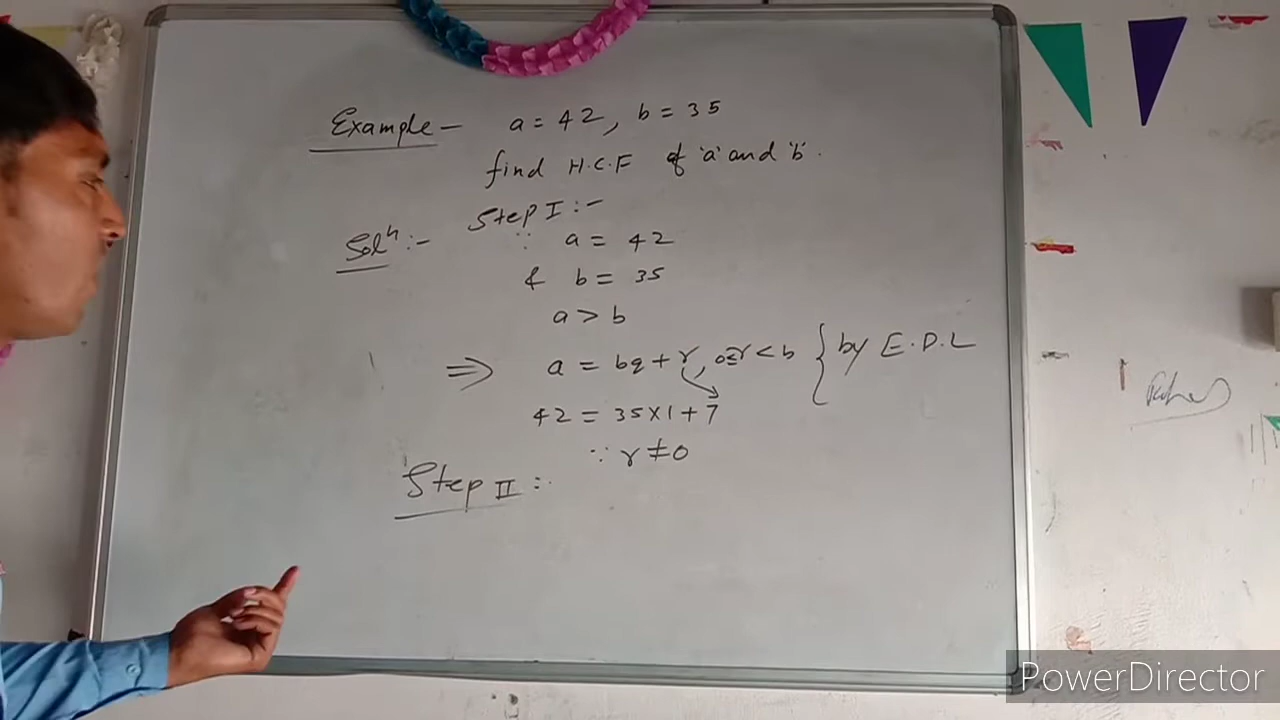 Example – a = 42, b = 35
find H.C.F of 'a' and 'b'.
Solⁿ :- Step I :-
∵ a = 42
& b = 35
a > b
⇒ a = bq + r, 0 ≤ r < b } by E.D.L
42 = 35 × 1 + 7
∵ r ≠ 0
Step II :-
PowerDirector